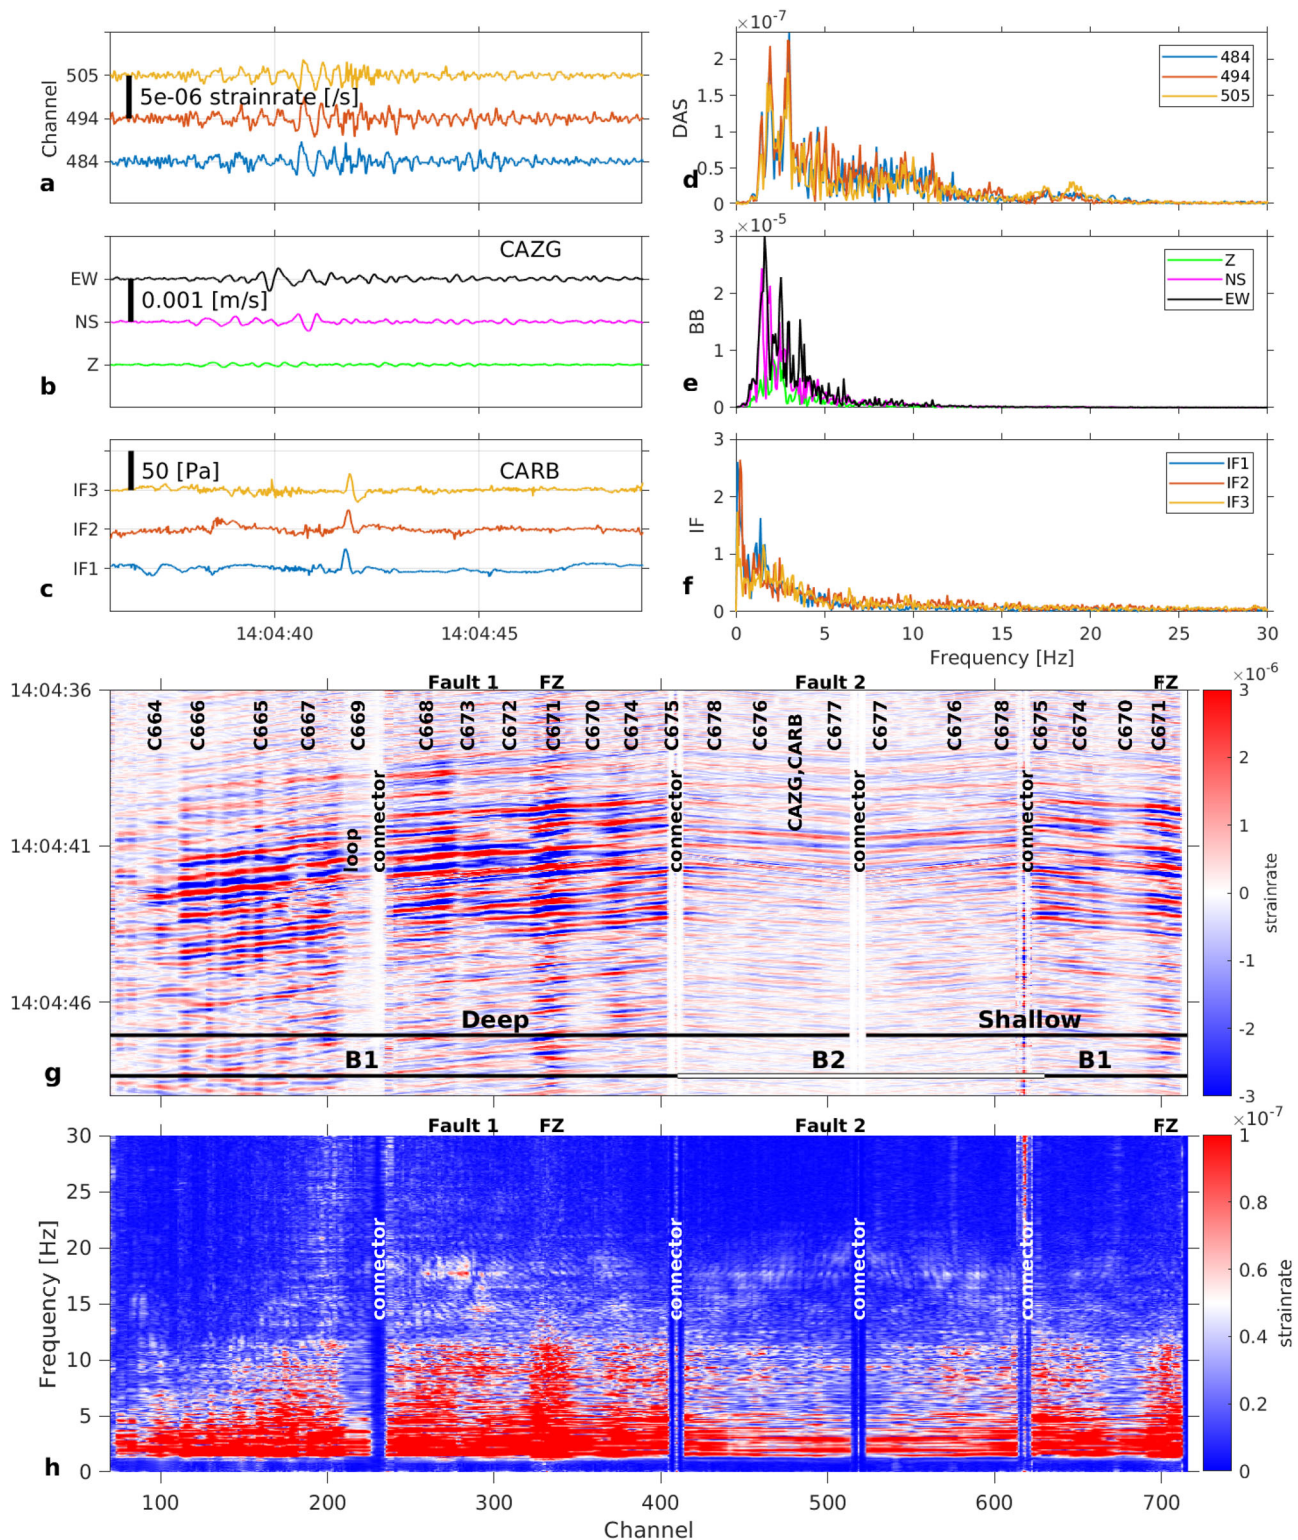 505
494
484
Channel
5e-06 strainrate [/s]
a
×10⁻⁷
2
1.5
1
0.5
0
DAS
484
494
505
d
EW
NS
Z
CAZG
0.001 [m/s]
b
×10⁻⁵
3
2
1
0
BB
Z
NS
EW
e
IF3
IF2
IF1
50 [Pa]
CARB
c
14:04:40
14:04:45
3
2
1
0
IF
IF1
IF2
IF3
f
0 5 10 15 20 25 30
Frequency [Hz]
Fault 1 FZ Fault 2 FZ
14:04:36
14:04:41
14:04:46
C664 C666 C665 C667 C669 C668 C673 C672 C671 C670 C674 C675 C678 C676 CAZG,CARB C677 C677 C676 C678 C675 C674 C670 C671
loop
connector connector connector connector
Deep Shallow
B1 B2 B1
g
×10⁻⁶
3
2
1
0
-1
-2
-3
strainrate
Fault 1 FZ Fault 2 FZ
30
25
20
15
10
5
0
Frequency [Hz]
connector connector connector connector
h
×10⁻⁷
1
0.8
0.6
0.4
0.2
0
strainrate
100 200 300 400 500 600 700
Channel